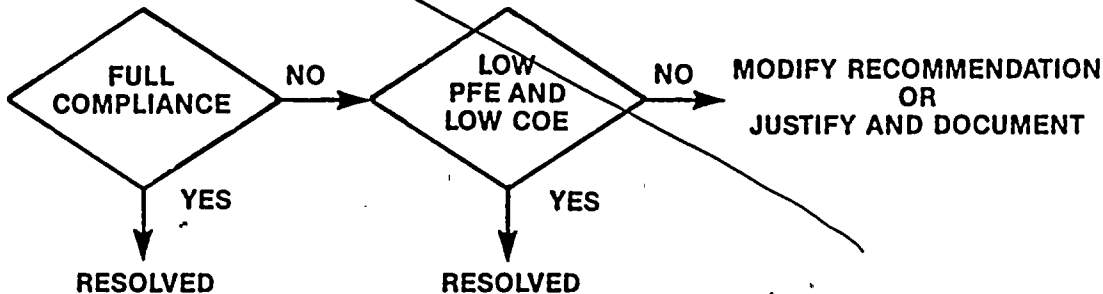 FULL
COMPLIANCE
NO
YES
RESOLVED
LOW
PFE AND
LOW COE
NO
YES
RESOLVED
MODIFY RECOMMENDATION
OR
JUSTIFY AND DOCUMENT